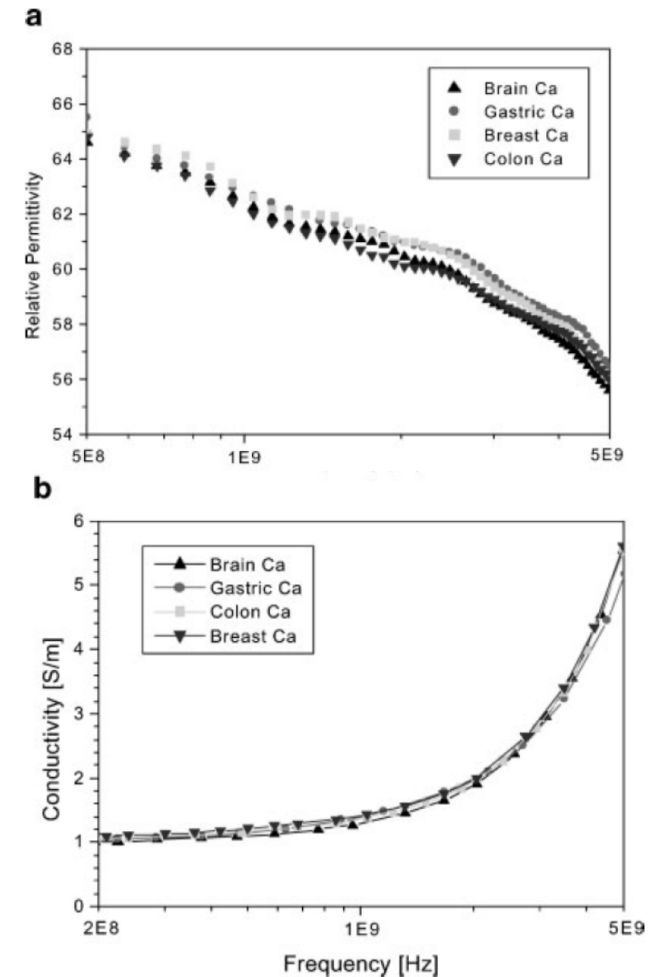 a
68
66
64
62
60
58
56
54
Relative Permittivity
Brain Ca
Gastric Ca
Breast Ca
Colon Ca
5E8
1E9
5E9
b
6
5
4
2
1
0
Conductivity [S/m]
Brain Ca
Gastric Ca
Colon Ca
Breast Ca
2E8
1E9
5E9
Frequency [Hz]